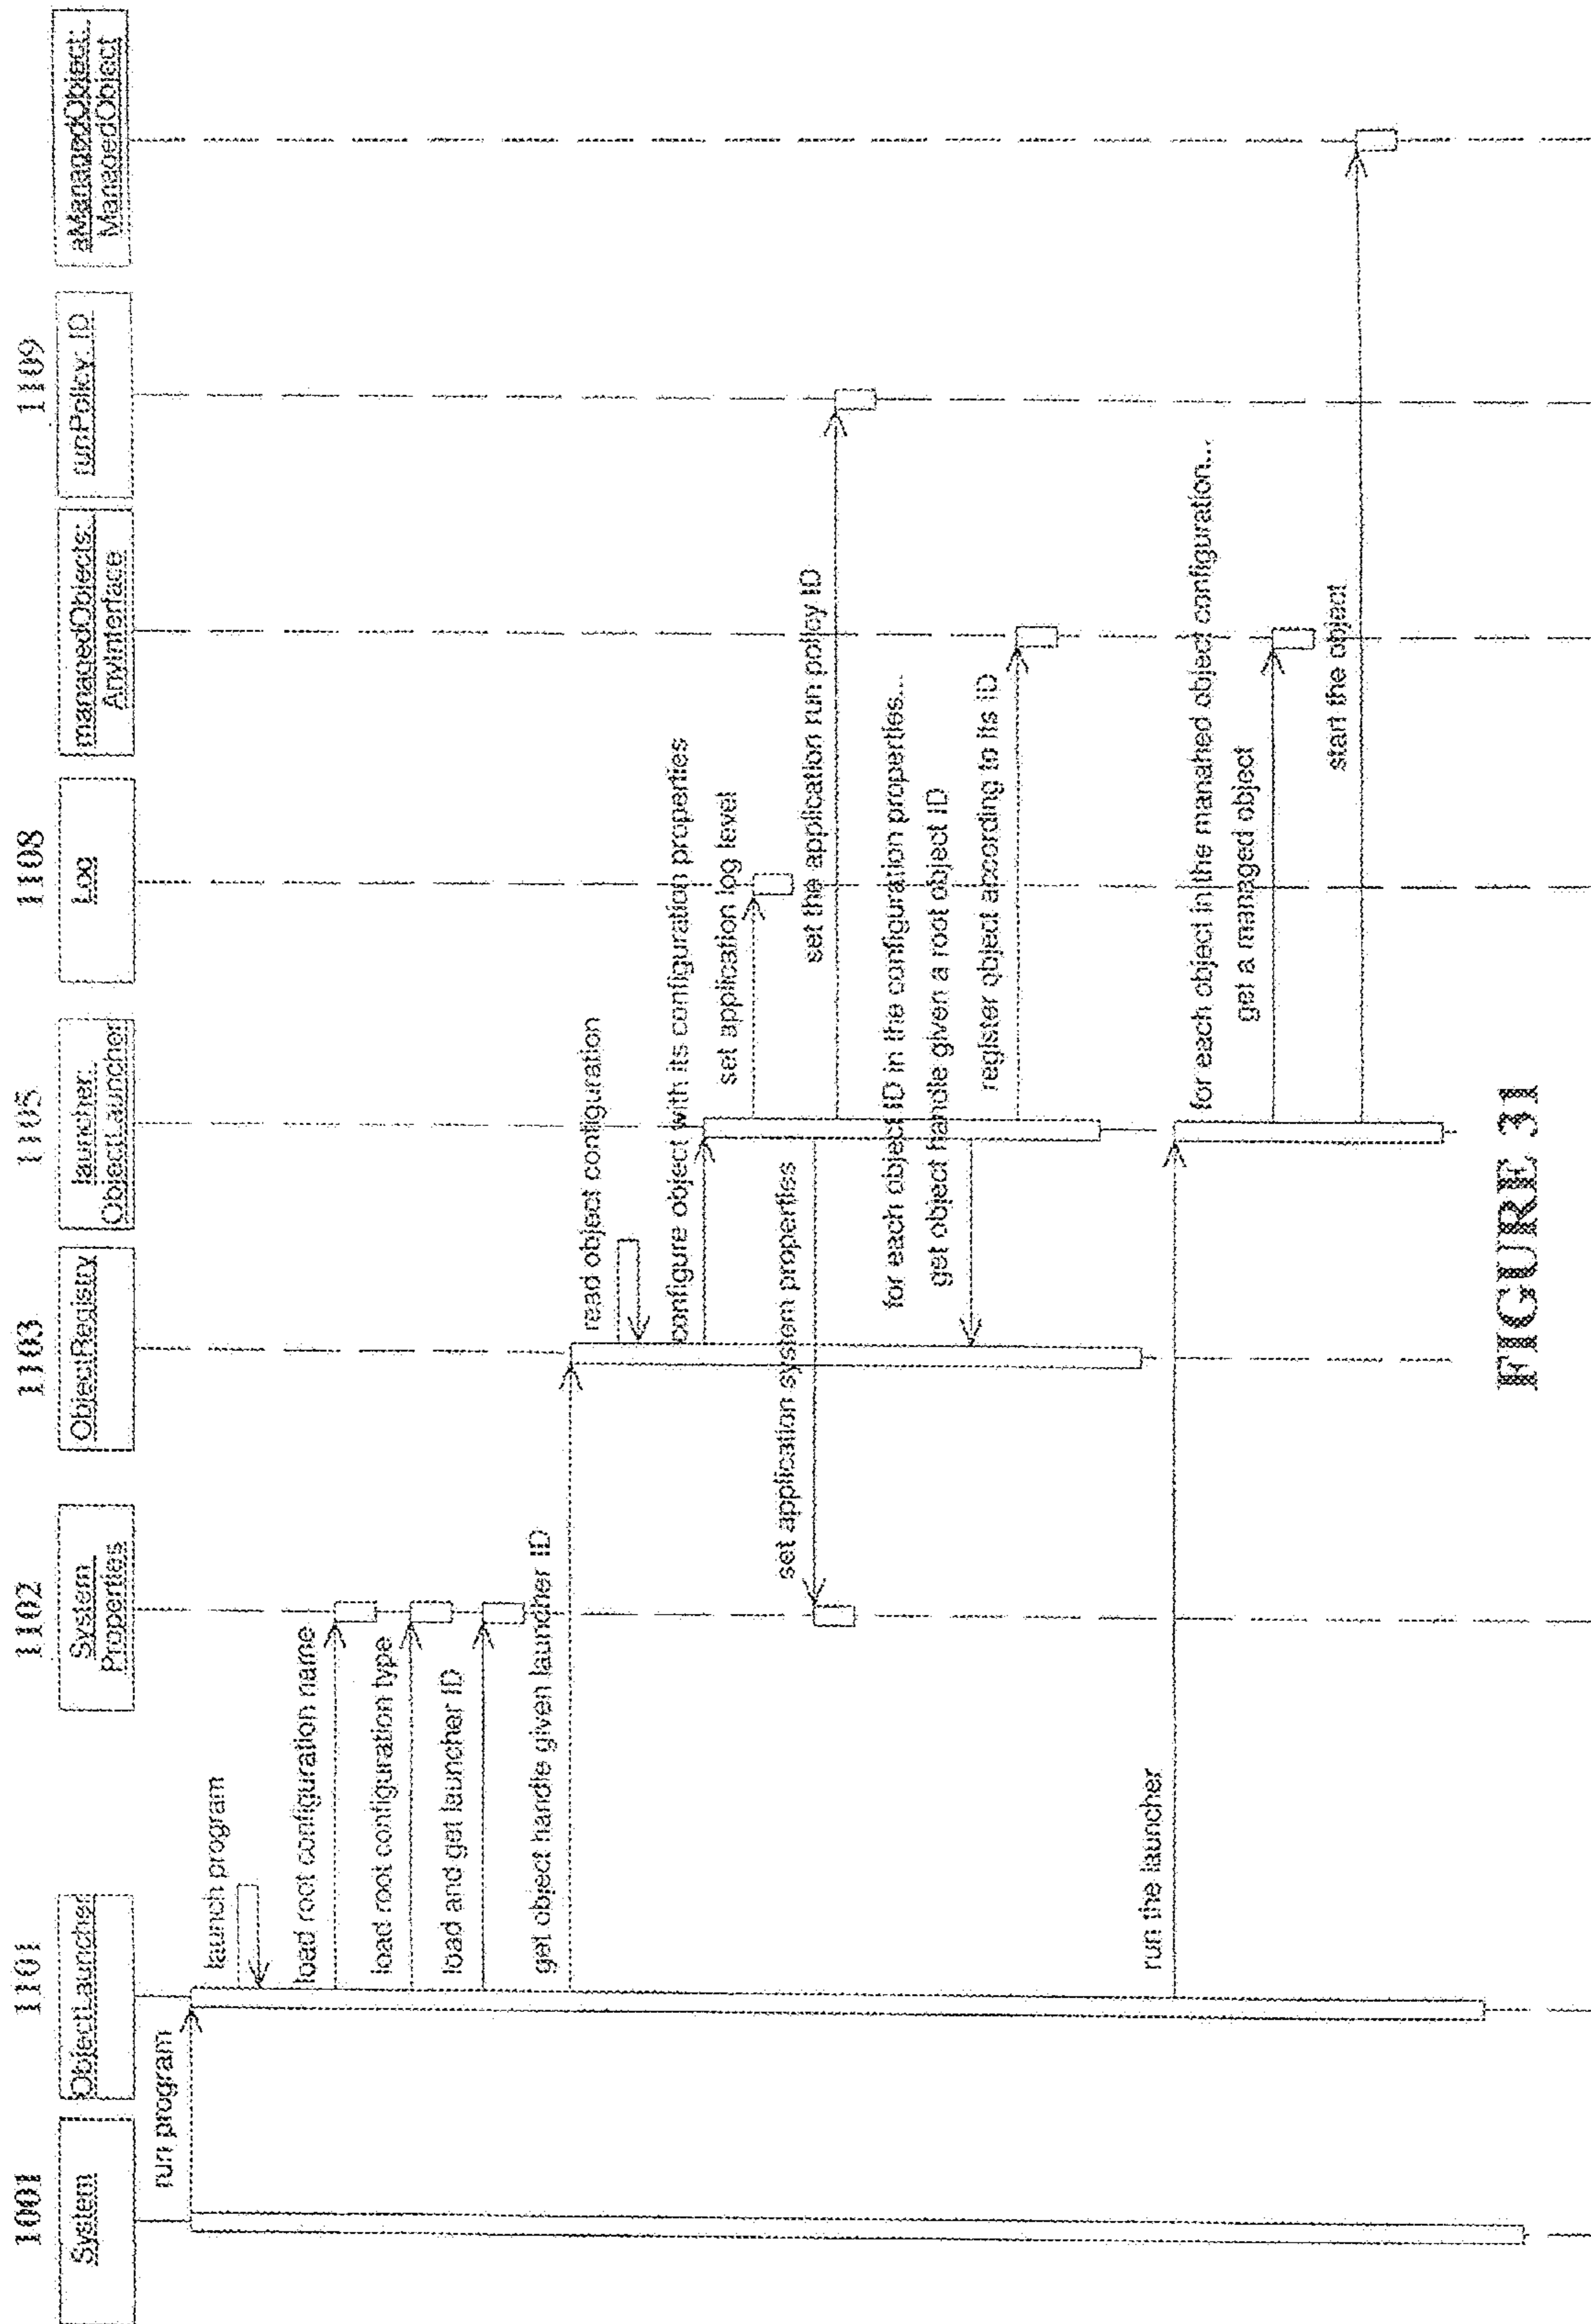 1001
System
1101
ObjectLauncher
1102
System
Properties
1103
ObjectRegistry
1105
launcher:
ObjectLauncher
1108
Log
managedObjects:
AnyInterface
1109
runPolicy: ID
aManagedObject:
ManagedObject
run program
launch program
load root configuration name
load root configuration type
load and get launcher ID
get object handle given launcher ID
read object configuration
configure object with its configuration properties
set application log level
set application system properties
set the application run policy ID
for each object ID in the configuration properties...
get object handle given a root object ID
register object according to its ID
run the launcher
for each object in the manahed object configuration...
get a managed object
start the object
FIGURE 31